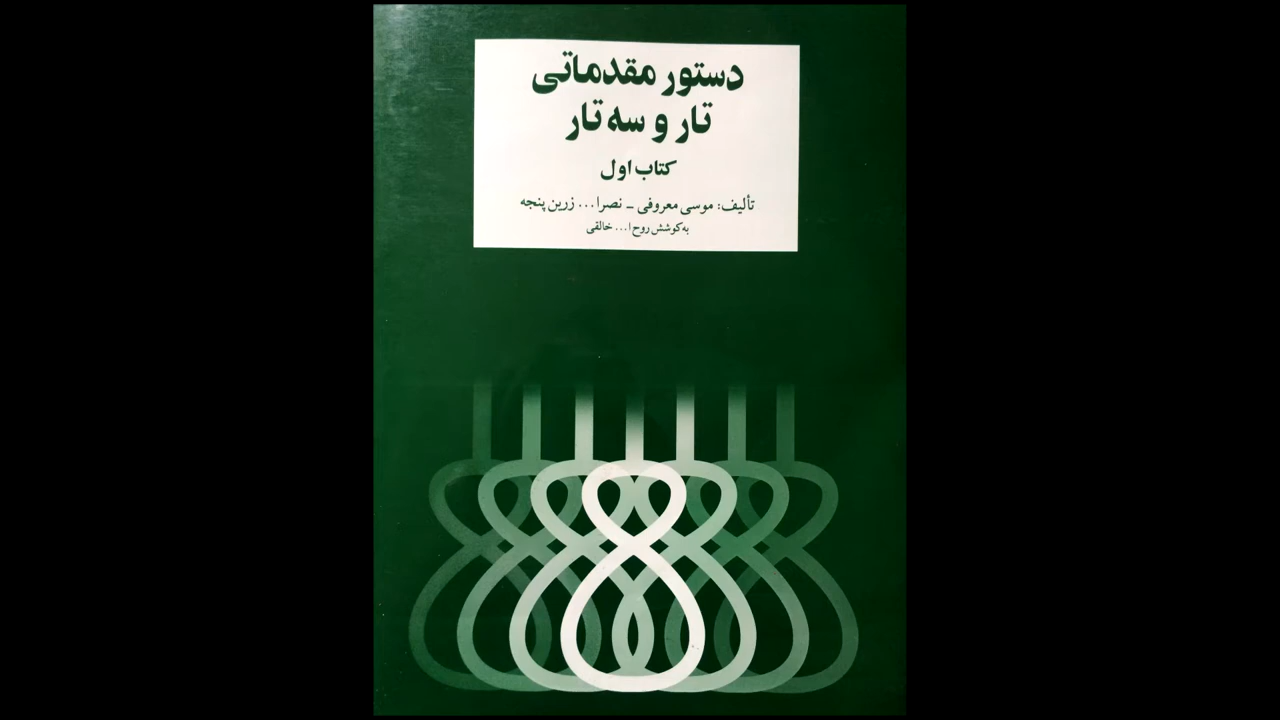 دستور مقدماتی
تار و سه تار
کتاب اول
تألیف: موسی معروفی ـ نصرا... زرین پنجه
به‌کوشش روح ا... خالقی